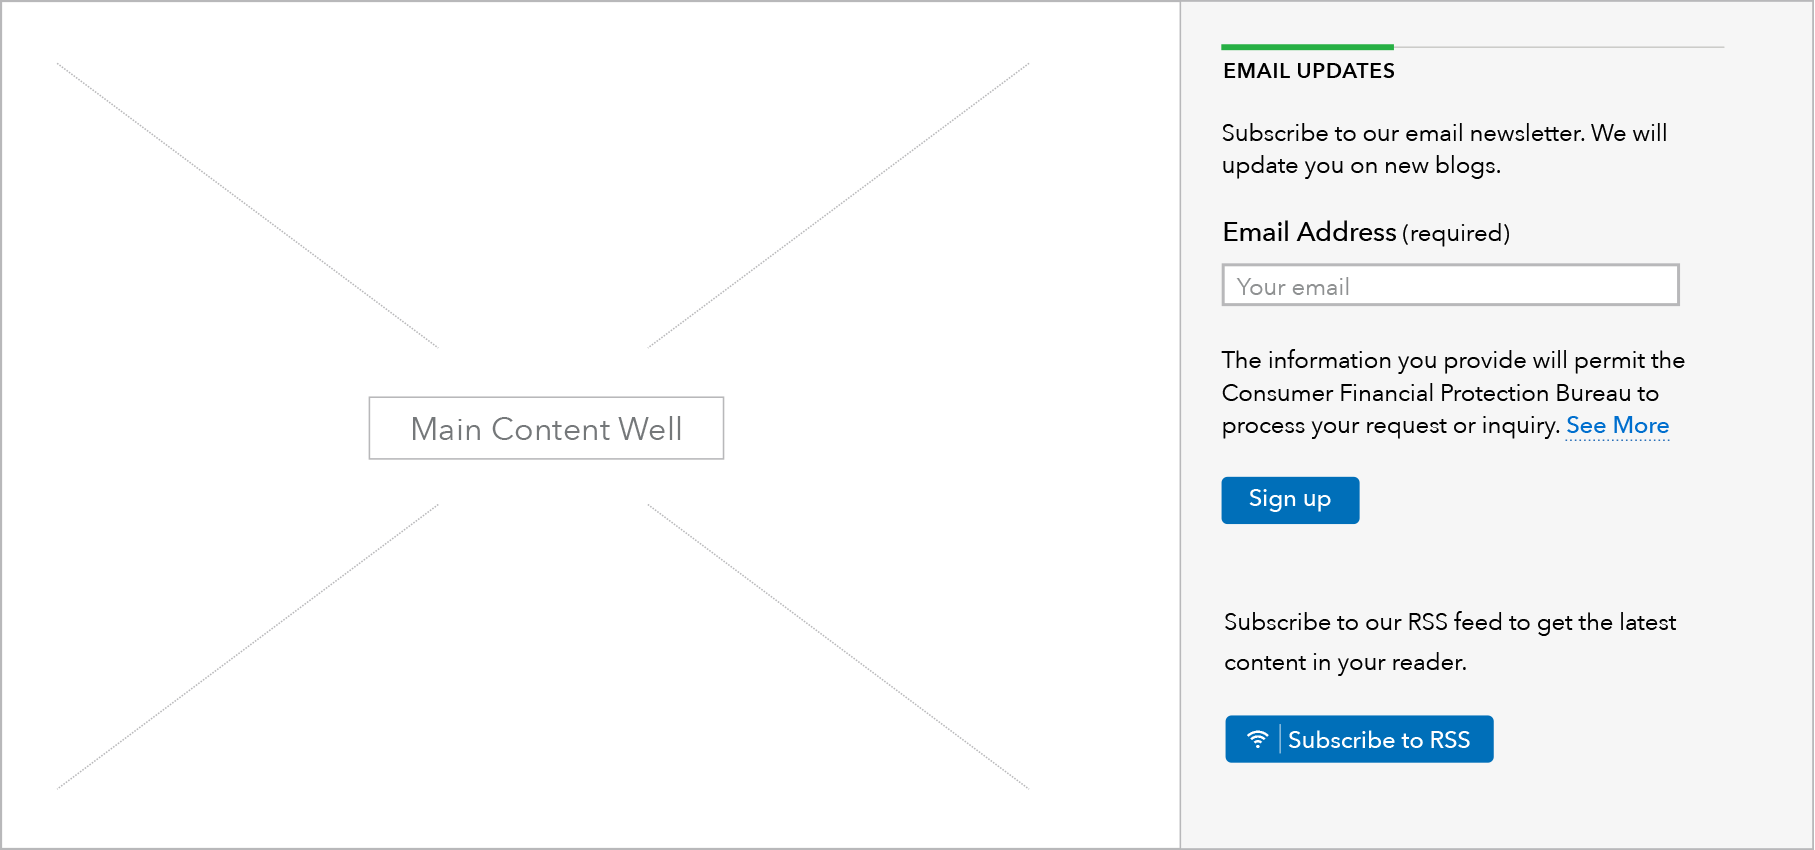 Main Content Well
EMAIL UPDATES
Subscribe to our email newsletter. We will
update you on new blogs.
Email Address (required)
Your email
The information you provide will permit the
Consumer Financial Protection Bureau to
process your request or inquiry. See More
Sign up
Subscribe to our RSS feed to get the latest
content in your reader.
Subscribe to RSS